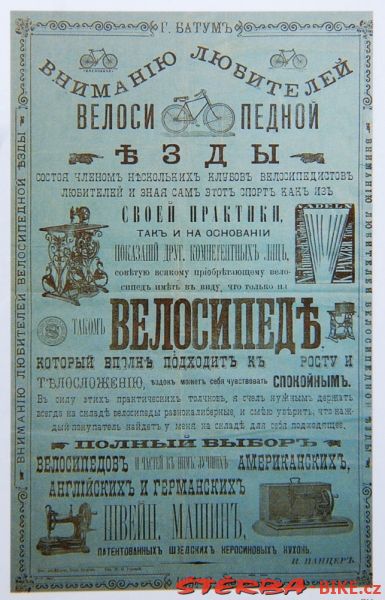 Г. БАТУМЪ
ВНИМАНІЮ ЛЮБИТЕЛЕЙ
ВЕЛОСИ ПЕДНОЙ
ѢЗДЫ
СОСТОЯ ЧЛЕНОМЪ НѢСКОЛЬКИХЪ КЛУБОВЪ ВЕЛОСИПЕДИСТОВЪ
ЛЮБИТЕЛЕЙ И ЗНАЯ САМЪ ЭТОТЪ СПОРТЪ КАКЪ ИЗЪ
СВОЕЙ ПРАКТИКИ,
ТАКЪ И НА ОСНОВАНІИ
ПОКАЗАНІЙ ДРУГ. КОМПЕТЕНТНЫХЪ ЛИЦЪ,
совѣтую всякому пріобрѣтающему вело-
сипедъ имѣть въ виду, что только на
ТАКОМЪ ВЕЛОСИПЕДѢ,
КОТОРЫЙ ВПОЛНѢ ПОДХОДИТЪ КЪ РОСТУ И
ТѢЛОСЛОЖЕНІЮ, ѣздокъ можетъ себя чувствовать СПОКОЙНЫМЪ.
Въ силу этихъ практическихъ толчковъ, я счелъ нужнымъ держать
всегда на складѣ велосипеды разнокалиберные, и смѣю увѣрить, что каж-
дый покупатель найдетъ у меня на складѣ для себя подходящее.
ПОЛНЫЙ ВЫБОРЪ
ВЕЛОСИПЕДОВЪ И ЧАСТЕЙ КЪ НИМЪ ЛУЧШИХЪ АМЕРИКАНСКИХЪ,
АНГЛІЙСКИХЪ И ГЕРМАНСКИХЪ
ШВЕЙН. МАШИНЪ,
ПАТЕНТОВАННЫХЪ ШВЕДСКИХЪ КЕРОСИНОВЫХЪ КУХОНЬ.
И. ПАНЦЕРЪ.
ВНИМАНІЮ ЛЮБИТЕЛЕЙ ВЕЛОСИПЕДНОЙ ѢЗДЫ
ВНИМАНІЮ ЛЮБИТЕЛЕЙ ВЕЛОСИПЕДНОЙ ѢЗДЫ
ŠTĚRBA BIKE.cz